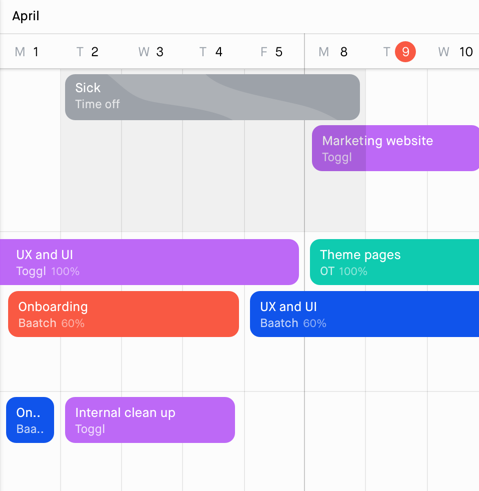 April
M 1 T 2 W 3 T 4 F 5 M 8 T 9 W 10
Sick
Time off
Marketing website
Toggl
UX and UI
Toggl 100%
Theme pages
OT 100%
Onboarding
Baatch 60%
UX and UI
Baatch 60%
On..
Baa..
Internal clean up
Toggl